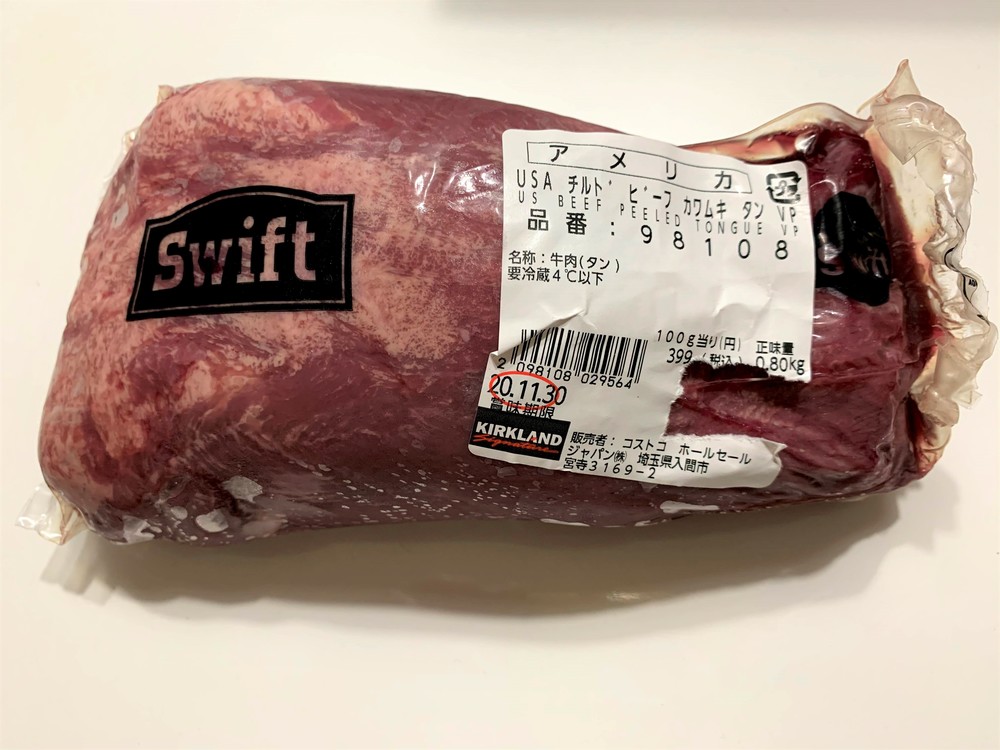 Swift
アメリカ
USA チルド ビーフ カワムキ タン VP
US BEEF PEELED TONGUE VP
品番:98108
名称:牛肉(タン)
要冷蔵4℃以下
100g当り(円) 正味量
399 (税込) 0.80kg
2 098108 029564
20.11.30
賞味期限
KIRKLAND
Signature
販売者: コストコ ホールセール
ジャパン㈱ 埼玉県入間市
宮寺3169-2